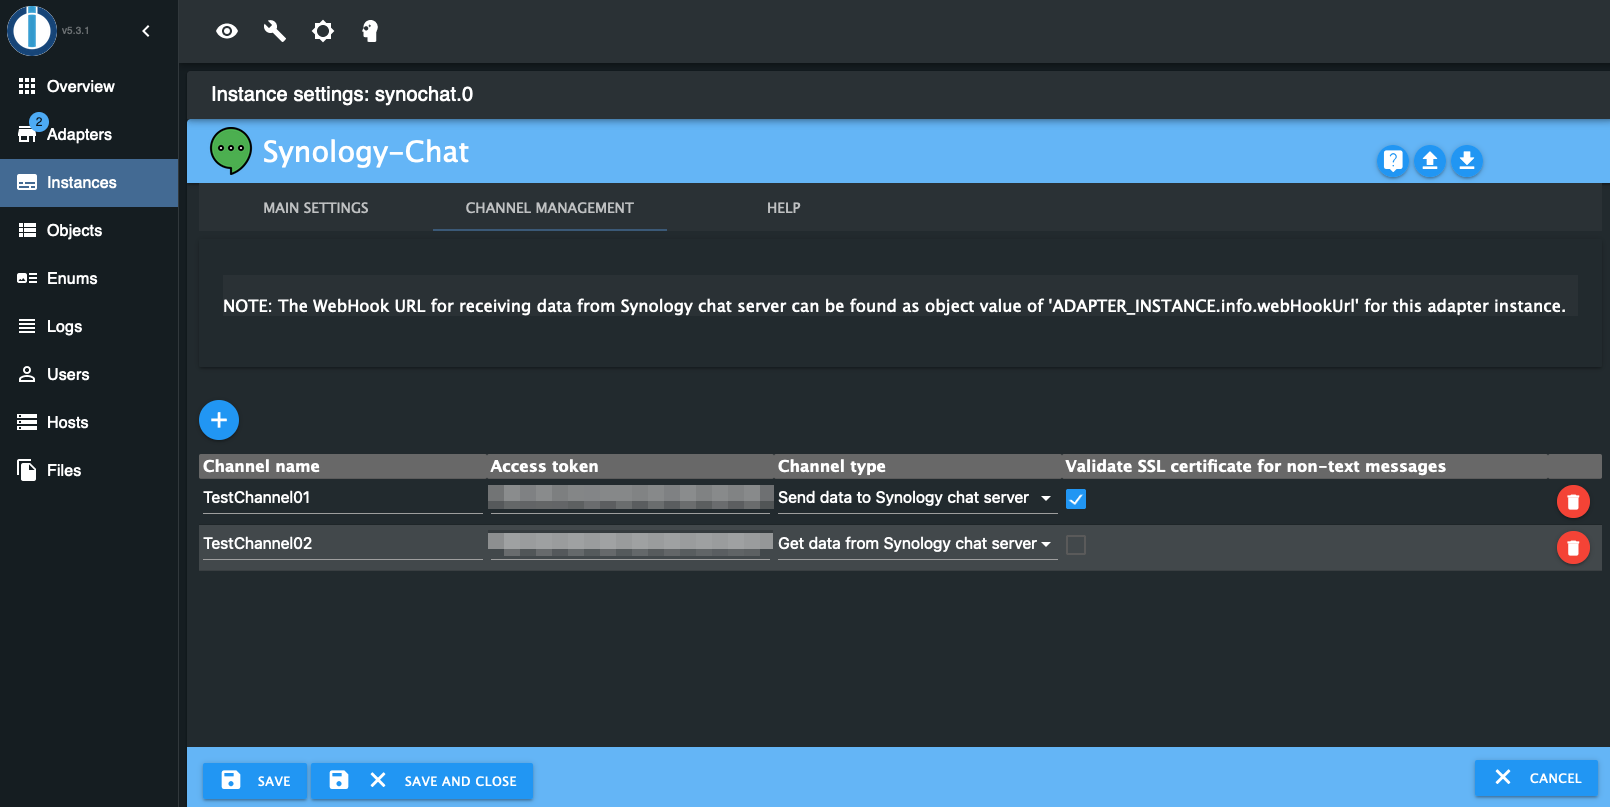 v5.3.1
Overview
2
Adapters
Instances
Objects
Enums
Logs
Users
Hosts
Files
Instance settings: synochat.0
Synology-Chat
?
MAIN SETTINGS CHANNEL MANAGEMENT HELP
NOTE: The WebHook URL for receiving data from Synology chat server can be found as object value of 'ADAPTER_INSTANCE.info.webHookUrl' for this adapter instance.
Channel name Access token Channel type Validate SSL certificate for non-text messages
TestChannel01 Send data to Synology chat server
TestChannel02 Get data from Synology chat server
SAVE SAVE AND CLOSE CANCEL